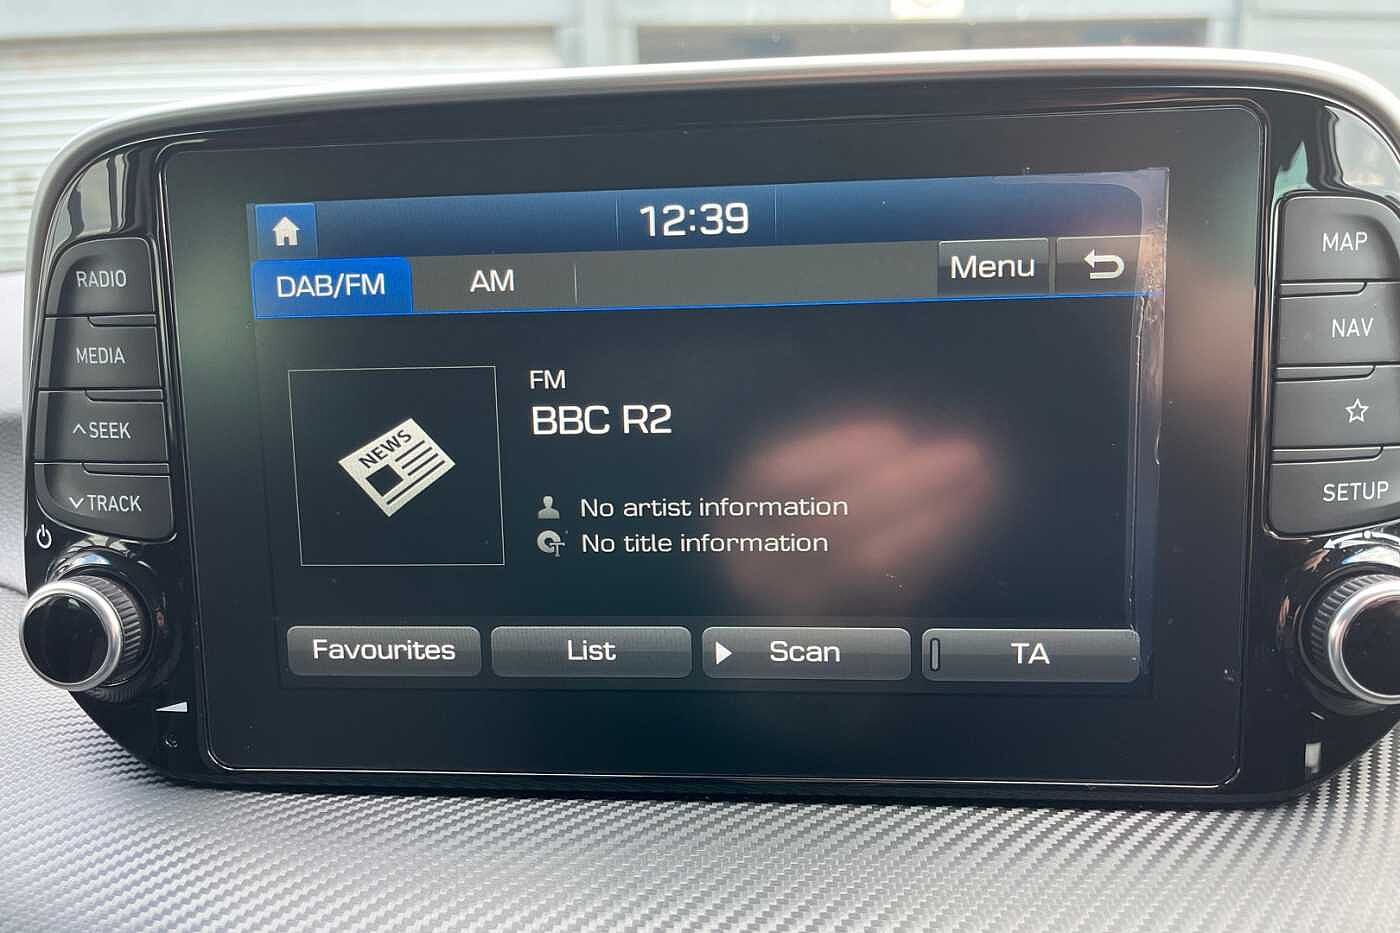 12:39
DAB/FM
AM
Menu
RADIO
MEDIA
SEEK
TRACK
NEWS
FM
BBC R2
No artist information
No title information
Favourites
List
Scan
TA
MAP
NAV
SETUP